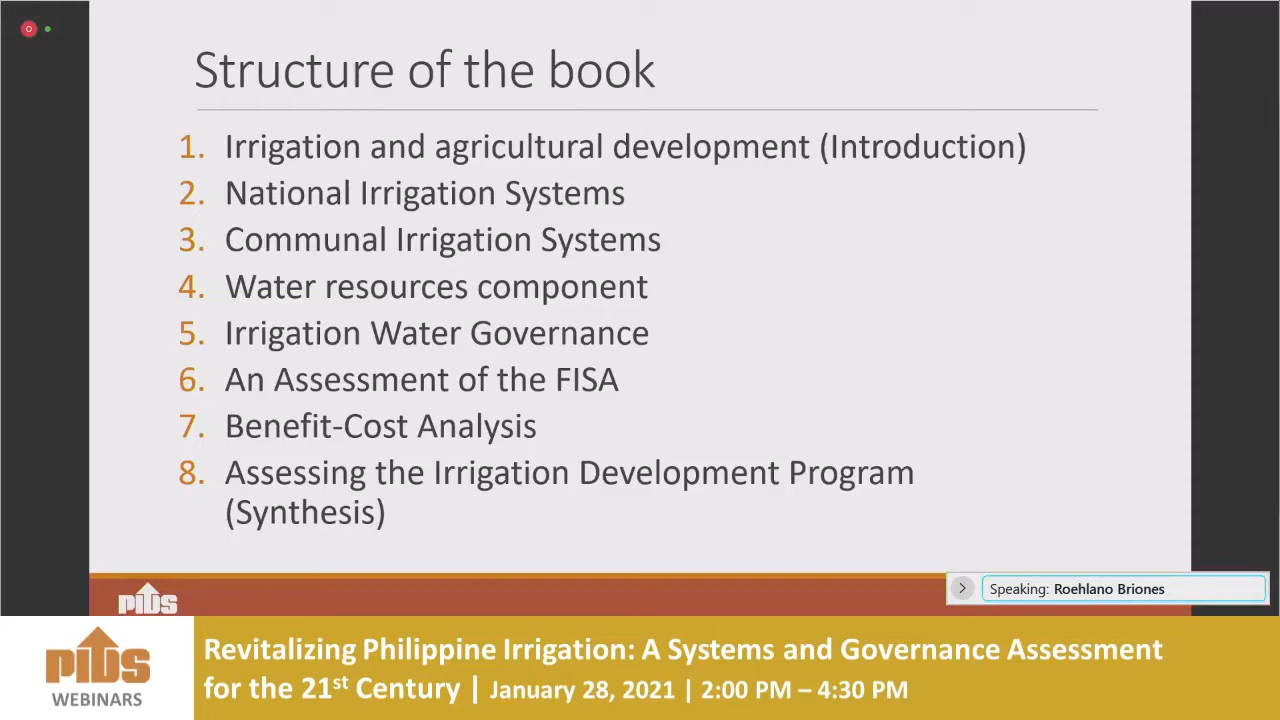 Structure of the book
1. Irrigation and agricultural development (Introduction)
2. National Irrigation Systems
3. Communal Irrigation Systems
4. Water resources component
5. Irrigation Water Governance
6. An Assessment of the FISA
7. Benefit-Cost Analysis
8. Assessing the Irrigation Development Program
(Synthesis)
PIDS
Speaking: Roehlano Briones
PIDS
WEBINARS
Revitalizing Philippine Irrigation: A Systems and Governance Assessment
for the 21st Century | January 28, 2021 | 2:00 PM – 4:30 PM